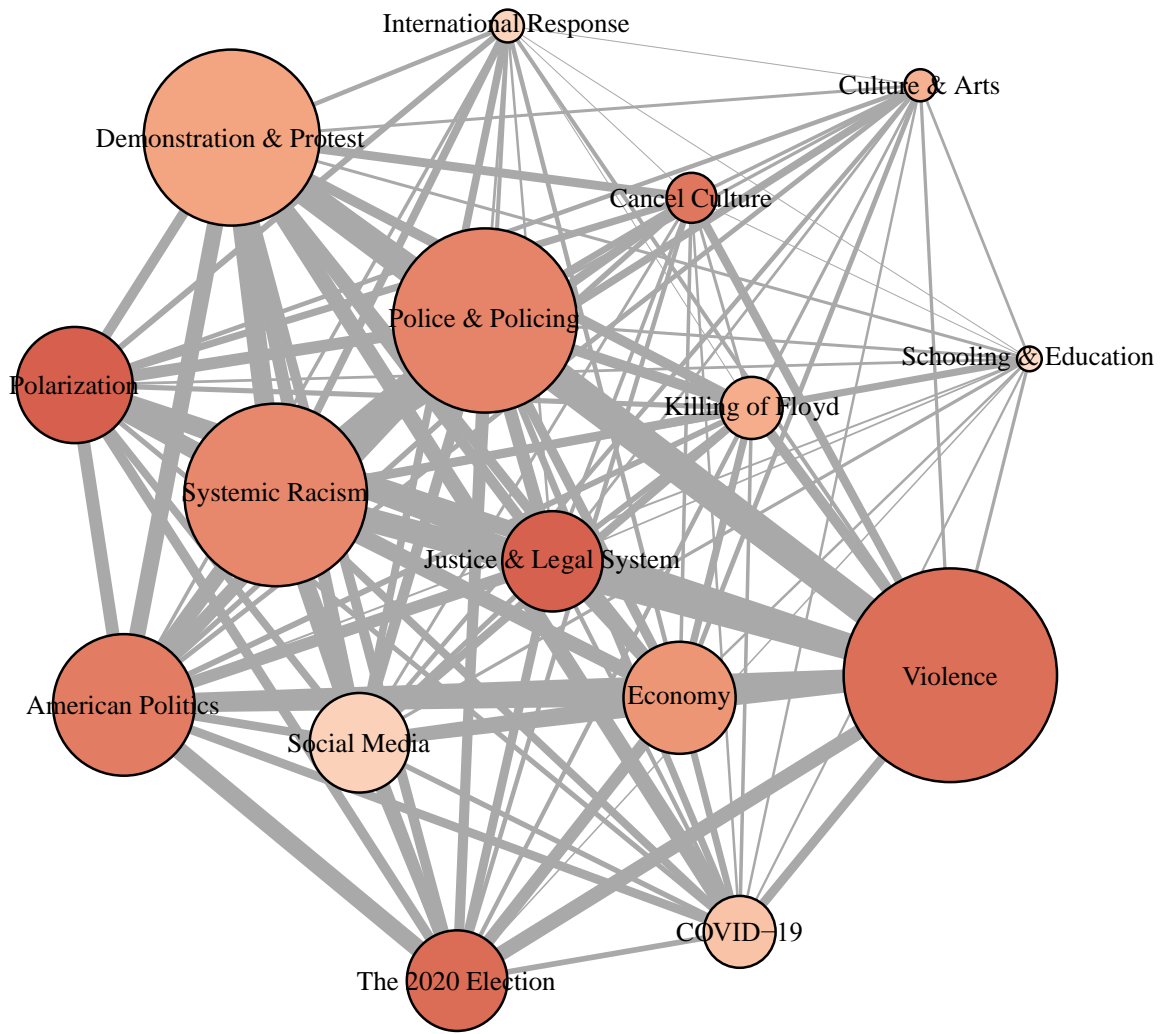 International Response
Culture & Arts
Demonstration & Protest
Cancel Culture
Police & Policing
Schooling & Education
Polarization
Killing of Floyd
Systemic Racism
Justice & Legal System
Violence
Economy
American Politics
Social Media
COVID−19
The 2020 Election